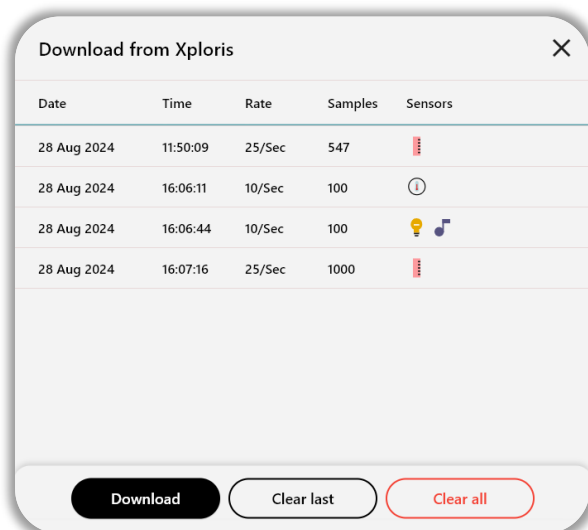 Download from Xploris
Date Time Rate Samples Sensors
28 Aug 2024 11:50:09 25/Sec 547
28 Aug 2024 16:06:11 10/Sec 100
28 Aug 2024 16:06:44 10/Sec 100
28 Aug 2024 16:07:16 25/Sec 1000
Download Clear last Clear all